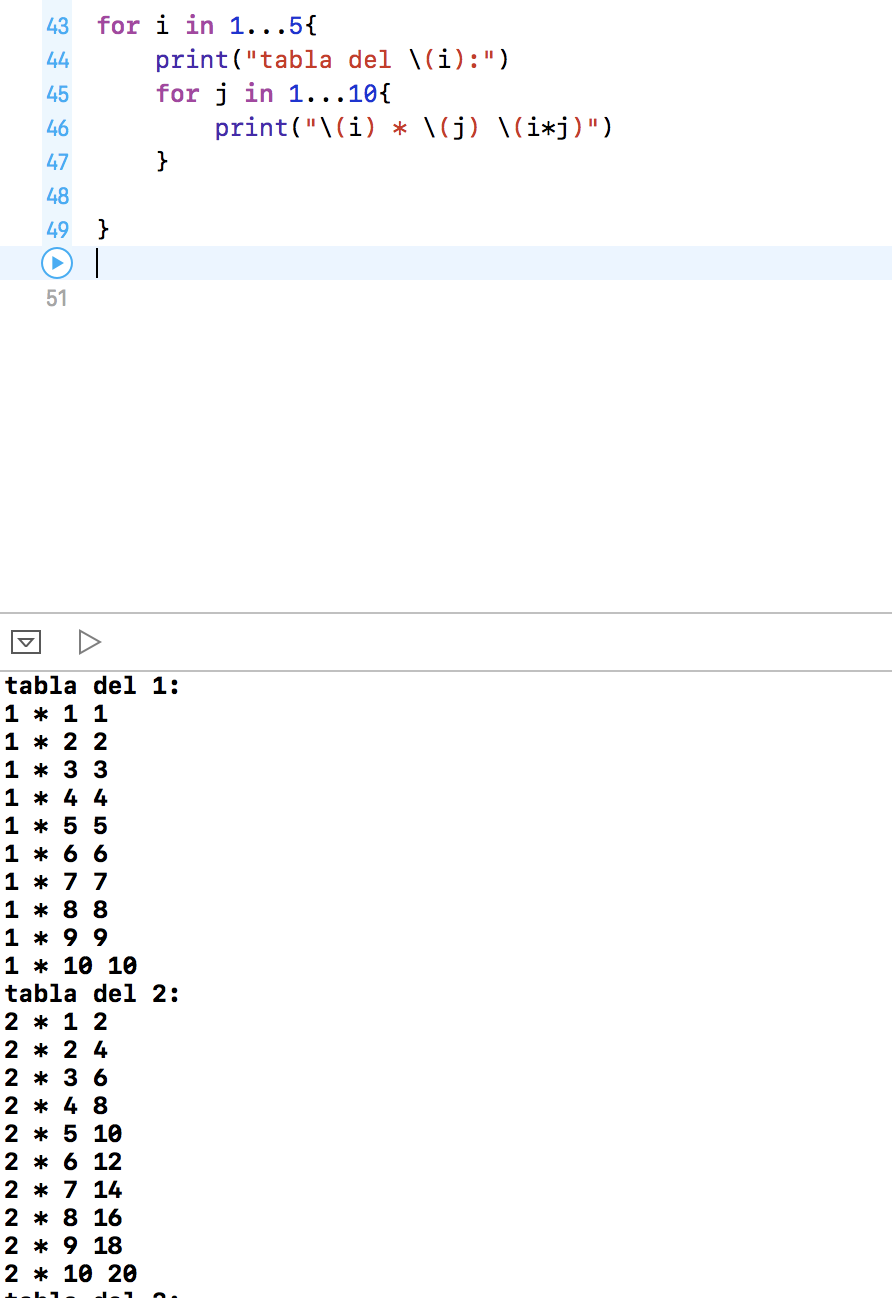 43 for i in 1...5{
44 print("tabla del \(i):")
45 for j in 1...10{
46 print("\(i) * \(j) \(i*j)")
47 }
48
49 }
51
tabla del 1:
1 * 1 1
1 * 2 2
1 * 3 3
1 * 4 4
1 * 5 5
1 * 6 6
1 * 7 7
1 * 8 8
1 * 9 9
1 * 10 10
tabla del 2:
2 * 1 2
2 * 2 4
2 * 3 6
2 * 4 8
2 * 5 10
2 * 6 12
2 * 7 14
2 * 8 16
2 * 9 18
2 * 10 20